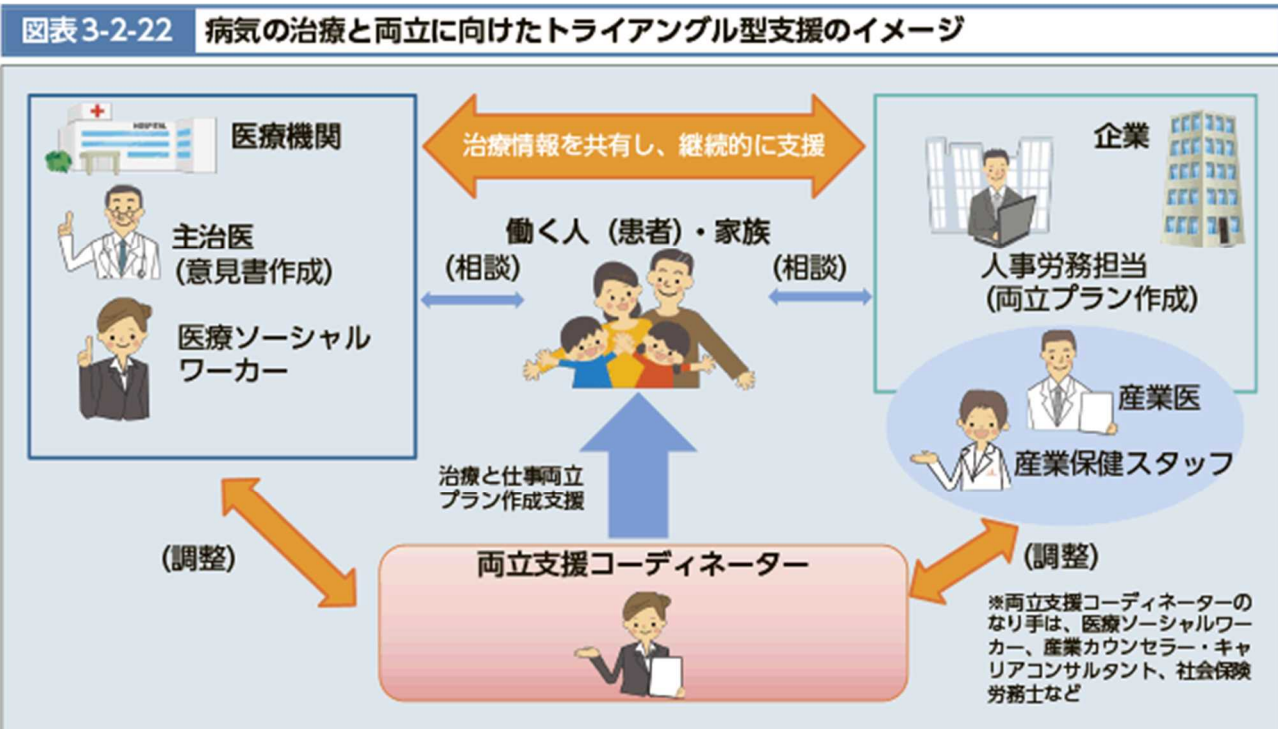 図表3-2-22 病気の治療と両立に向けたトライアングル型支援のイメージ
HOSPITAL
医療機関
主治医
(意見書作成)
医療ソーシャル
ワーカー
治療情報を共有し、継続的に支援
働く人（患者）・家族
(相談)
(相談)
企業
人事労務担当
(両立プラン作成)
産業医
産業保健スタッフ
治療と仕事両立
プラン作成支援
(調整)
両立支援コーディネーター
(調整)
※両立支援コーディネーターの
なり手は、医療ソーシャルワー
カー、産業カウンセラー・キャ
リアコンサルタント、社会保険
労務士など